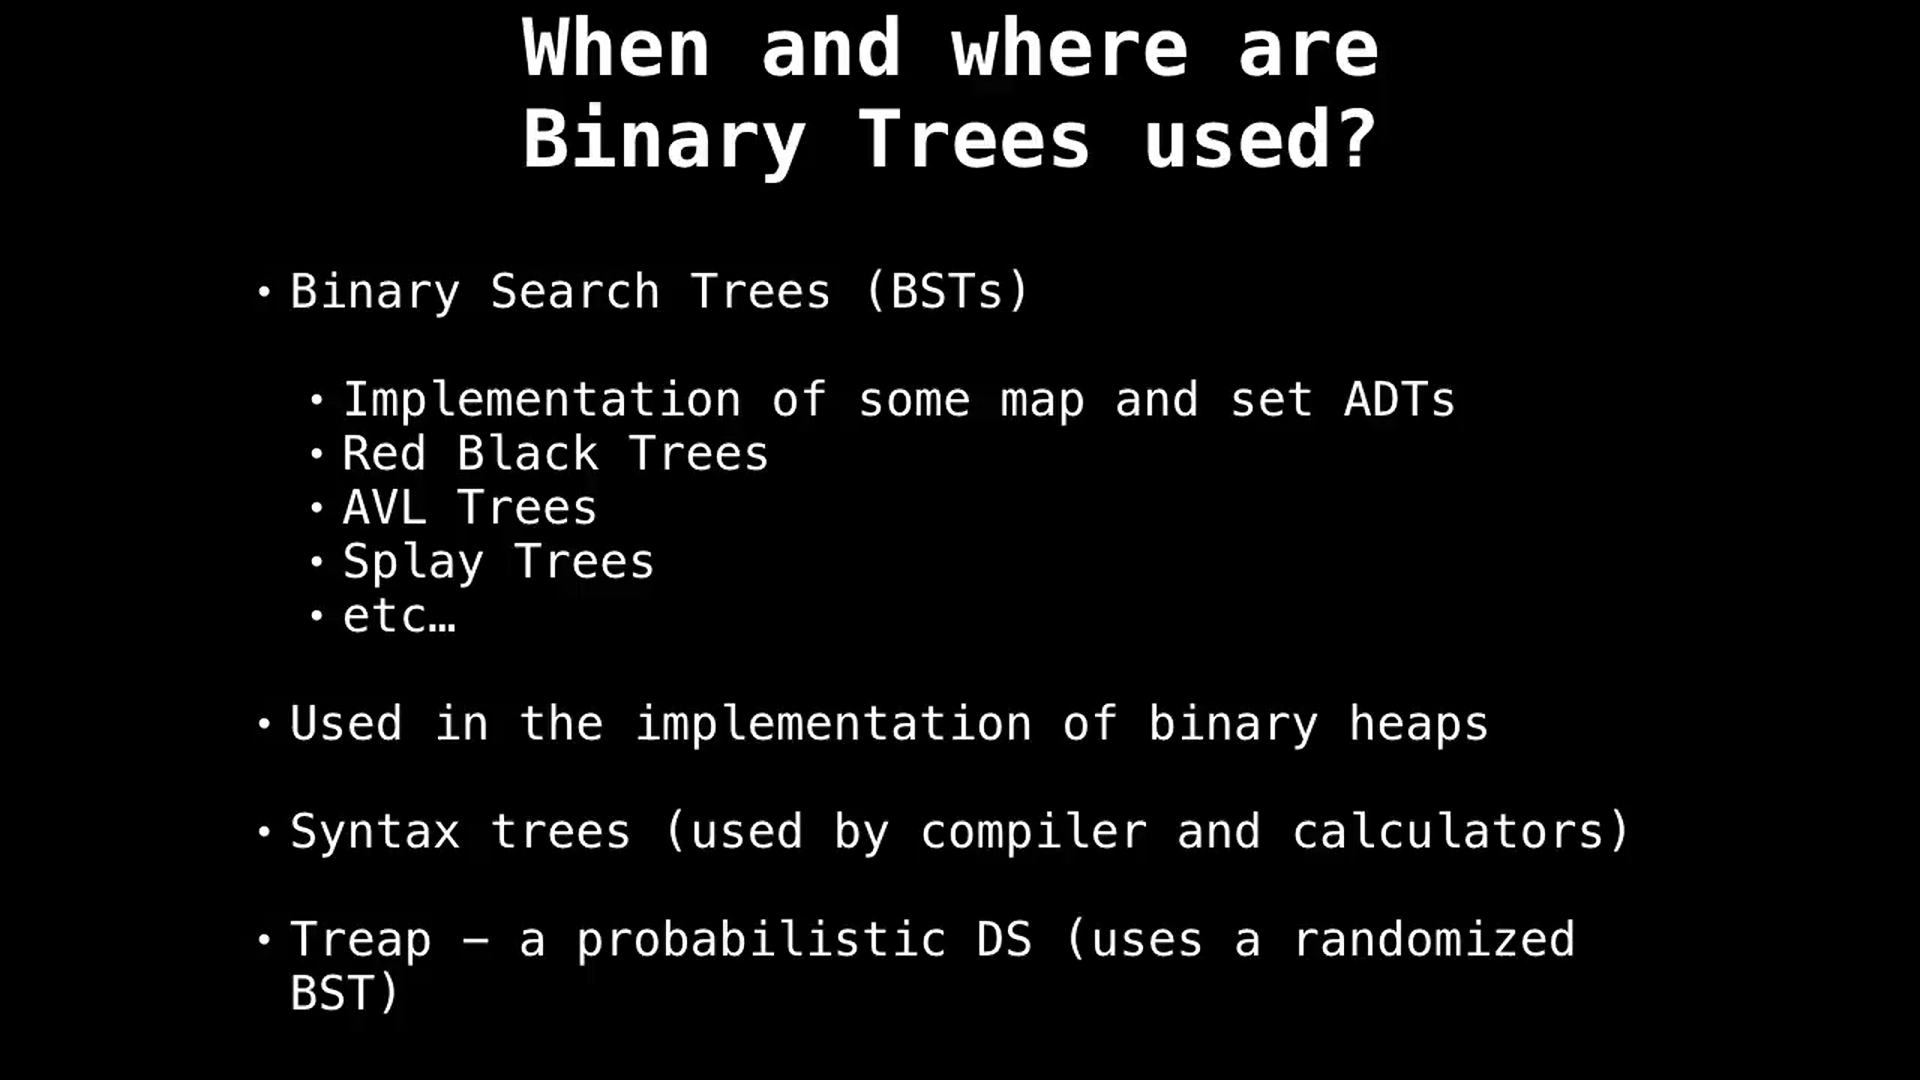 When and where are
Binary Trees used?
• Binary Search Trees (BSTs)
• Implementation of some map and set ADTs
• Red Black Trees
• AVL Trees
• Splay Trees
• etc…
• Used in the implementation of binary heaps
• Syntax trees (used by compiler and calculators)
• Treap – a probabilistic DS (uses a randomized
BST)